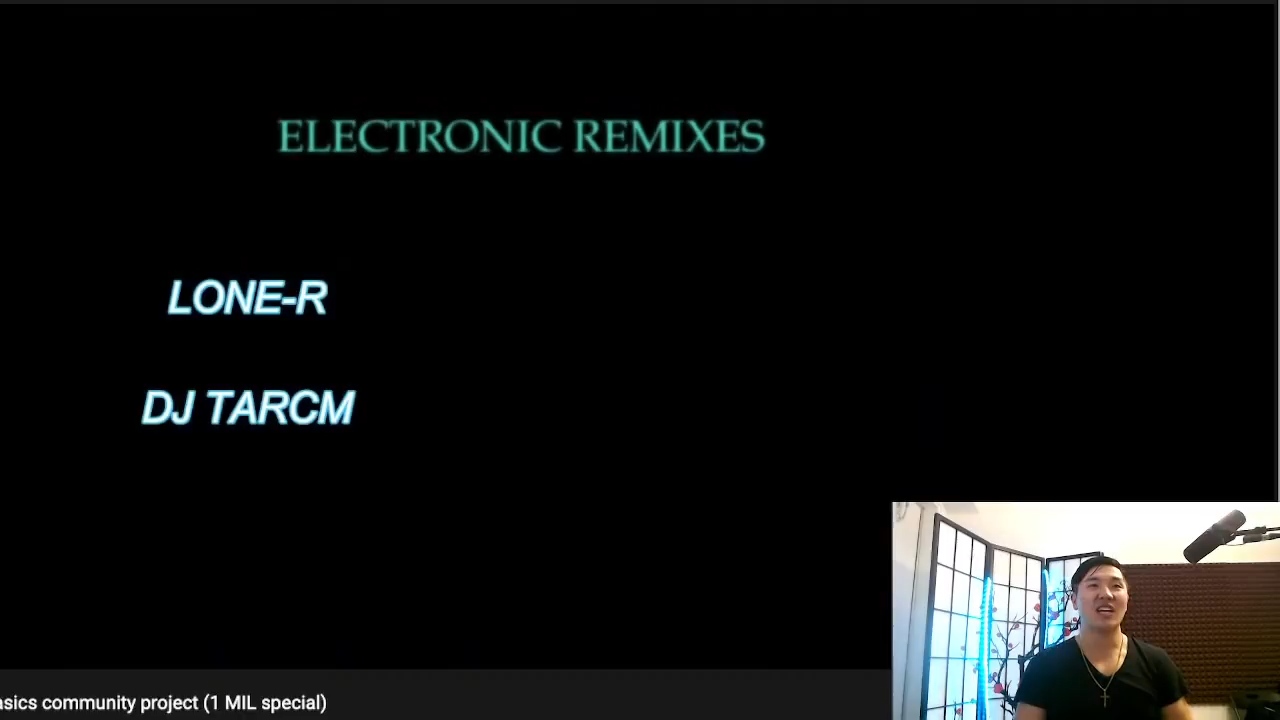 ELECTRONIC REMIXES
LONE-R
DJ TARCM
asics community project (1 MIL special)